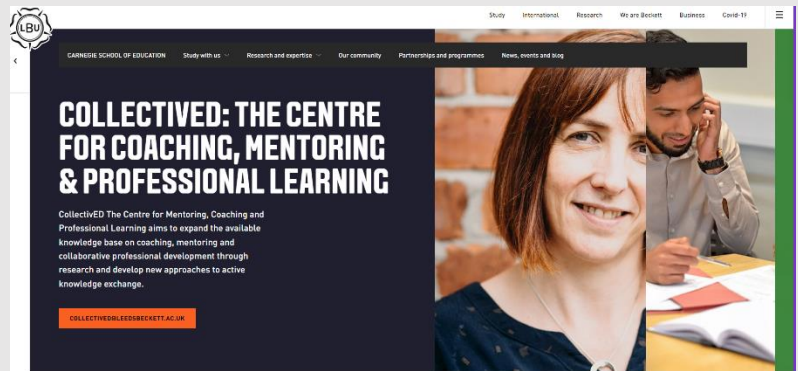 Study International Research We are Beckett Business Covid-19
LBU
CARNEGIE SCHOOL OF EDUCATION Study with us Research and expertise Our community Partnerships and programmes News, events and blog
COLLECTIVED: THE CENTRE
FOR COACHING, MENTORING
& PROFESSIONAL LEARNING
CollectivED The Centre for Mentoring, Coaching and
Professional Learning aims to expand the available
knowledge base on coaching, mentoring and
collaborative professional development through
research and develop new approaches to active
knowledge exchange.
COLLECTIVED@LEEDSBECKETT.AC.UK